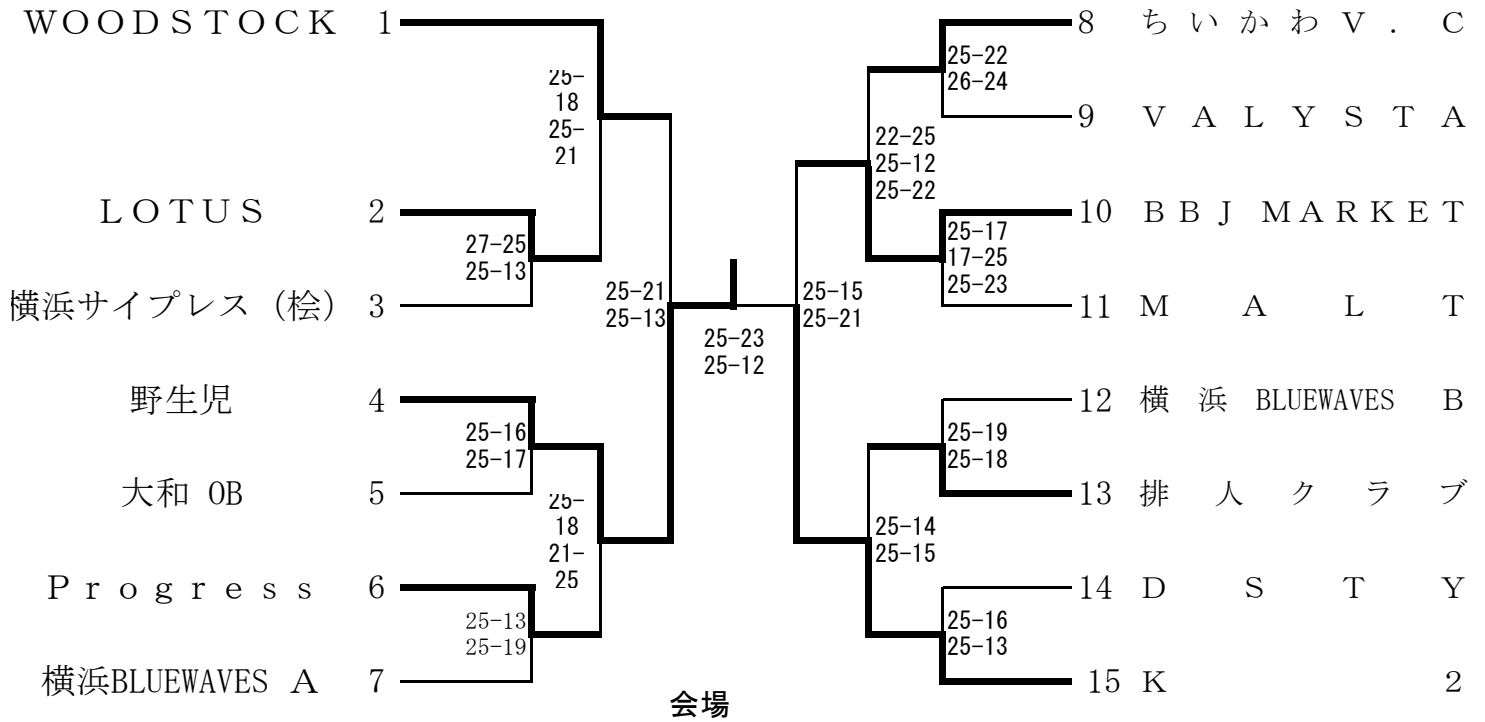 WOODSTOCK 1
25-
18
25-
21
LOTUS 2
27-25
25-13
横浜サイプレス (桧) 3
25-21
25-13
野生児 4
25-16
25-17
大和 OB 5
25-
18
21-
25
Progress 6
25-13
25-19
横浜BLUEWAVES A 7
25-23
25-12
8 ちいかわV.C
25-22
26-24
9 VALYSTA
22-25
25-12
25-22
10 BBJ MARKET
25-17
17-25
25-23
11 MALT
25-15
25-21
12 横浜 BLUEWAVES B
25-19
25-18
13 排人クラブ
25-14
25-15
14 DSTY
25-16
25-13
15 K2
会場